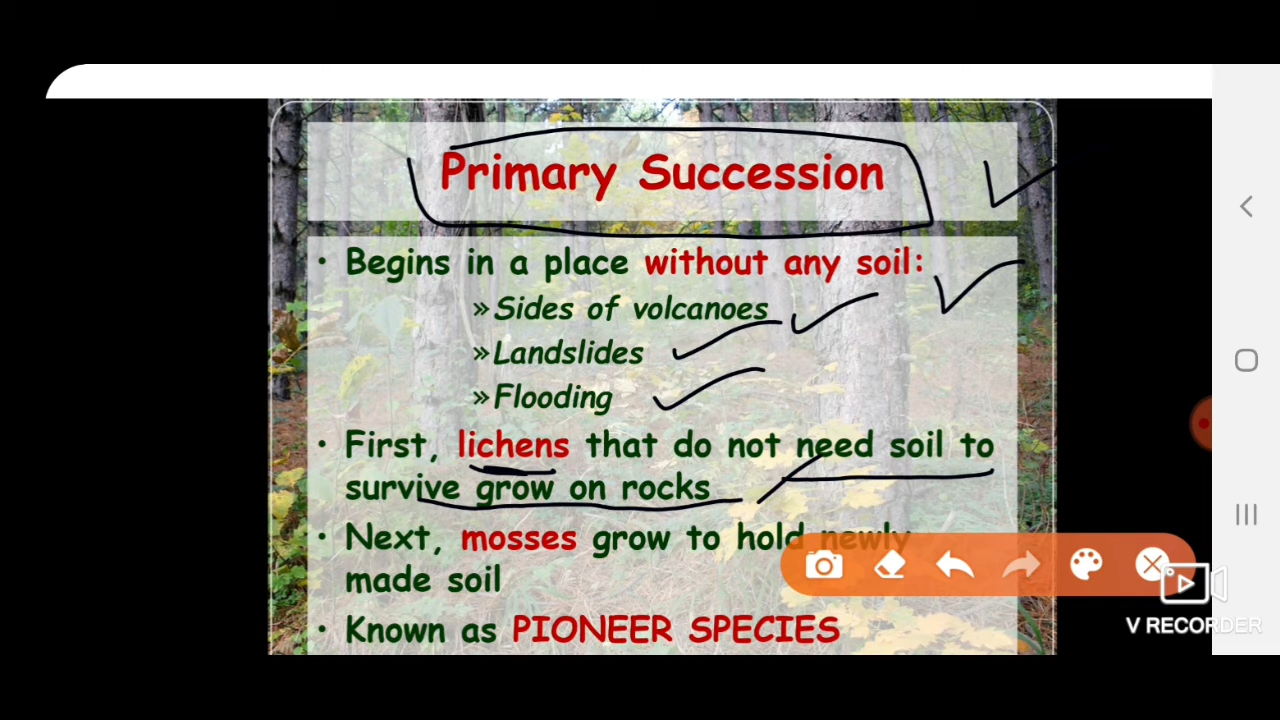 Primary Succession
• Begins in a place without any soil:
»Sides of volcanoes
»Landslides
»Flooding
• First, lichens that do not need soil to
survive grow on rocks
• Next, mosses grow to hold newly
made soil
• Known as PIONEER SPECIES
V RECORDER